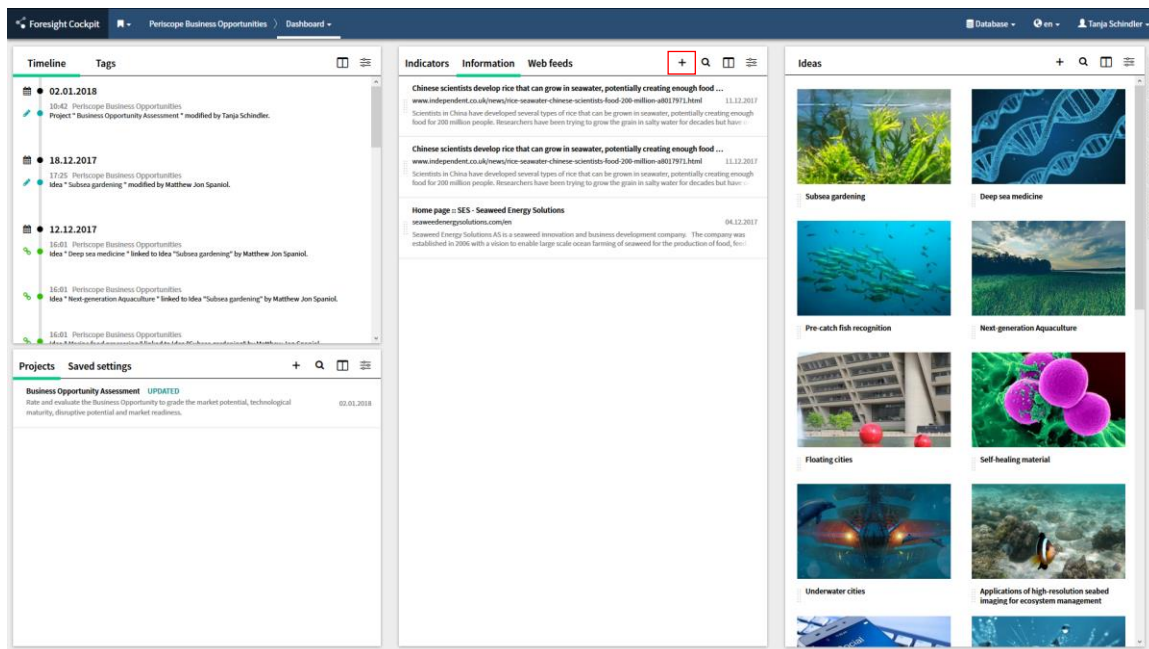 Foresight Cockpit
Periscope Business Opportunities
Dashboard
Database
en
Tanja Schindler
Timeline Tags
02.01.2018
10:42 Periscope Business Opportunities
Project " Business Opportunity Assessment " modified by Tanja Schindler.
18.12.2017
17:25 Periscope Business Opportunities
Idea " Subsea gardening " modified by Matthew Jon Spaniol.
12.12.2017
16:01 Periscope Business Opportunities
Idea " Deep sea medicine " linked to Idea "Subsea gardening" by Matthew Jon Spaniol.
16:01 Periscope Business Opportunities
Idea " Next-generation Aquaculture " linked to Idea "Subsea gardening" by Matthew Jon Spaniol.
16:01 Periscope Business Opportunities
Projects Saved settings
Business Opportunity Assessment UPDATED
Rate and evaluate the Business Opportunity to grade the market potential, technological
02.01.2018
maturity, disruptive potential and market readiness.
Indicators Information Web feeds
Chinese scientists develop rice that can grow in seawater, potentially creating enough food ...
www.independent.co.uk/news/rice-seawater-chinese-scientists-food-200-million-a8017971.html 11.12.2017
Scientists in China have developed several types of rice that can be grown in seawater, potentially creating enough
food for 200 million people. Researchers have been trying to grow the grain in salty water for decades but have
Chinese scientists develop rice that can grow in seawater, potentially creating enough food ...
www.independent.co.uk/news/rice-seawater-chinese-scientists-food-200-million-a8017971.html 11.12.2017
Scientists in China have developed several types of rice that can be grown in seawater, potentially creating enough
food for 200 million people. Researchers have been trying to grow the grain in salty water for decades but have
Home page :: SES - Seaweed Energy Solutions
seaweedenergysolutions.com/en 04.12.2017
Seaweed Energy Solutions AS is a seaweed innovation and business development company. The company was
established in 2006 with a vision to enable large scale ocean farming of seaweed for the production of food, feed
Ideas
Subsea gardening
Deep sea medicine
Pre-catch fish recognition
Next-generation Aquaculture
Floating cities
Self-healing material
Underwater cities
Applications of high-resolution seabed
imaging for ecosystem management
Social